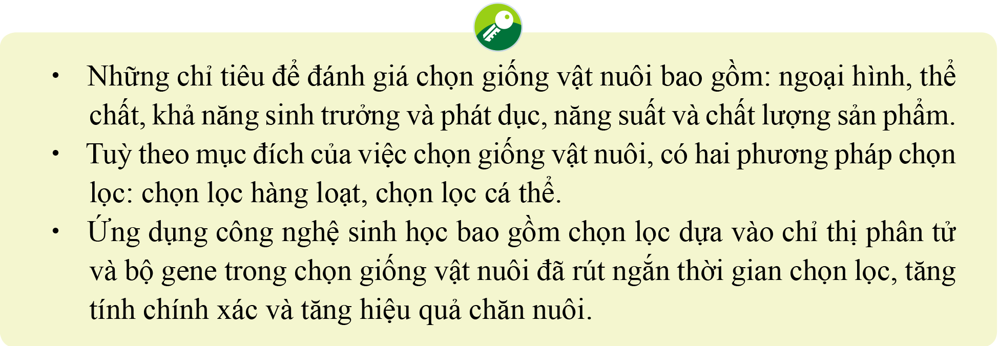 • Những chỉ tiêu để đánh giá chọn giống vật nuôi bao gồm: ngoại hình, thể
chất, khả năng sinh trưởng và phát dục, năng suất và chất lượng sản phẩm.
• Tuỳ theo mục đích của việc chọn giống vật nuôi, có hai phương pháp chọn
lọc: chọn lọc hàng loạt, chọn lọc cá thể.
• Ứng dụng công nghệ sinh học bao gồm chọn lọc dựa vào chỉ thị phân tử
và bộ gene trong chọn giống vật nuôi đã rút ngắn thời gian chọn lọc, tăng
tính chính xác và tăng hiệu quả chăn nuôi.